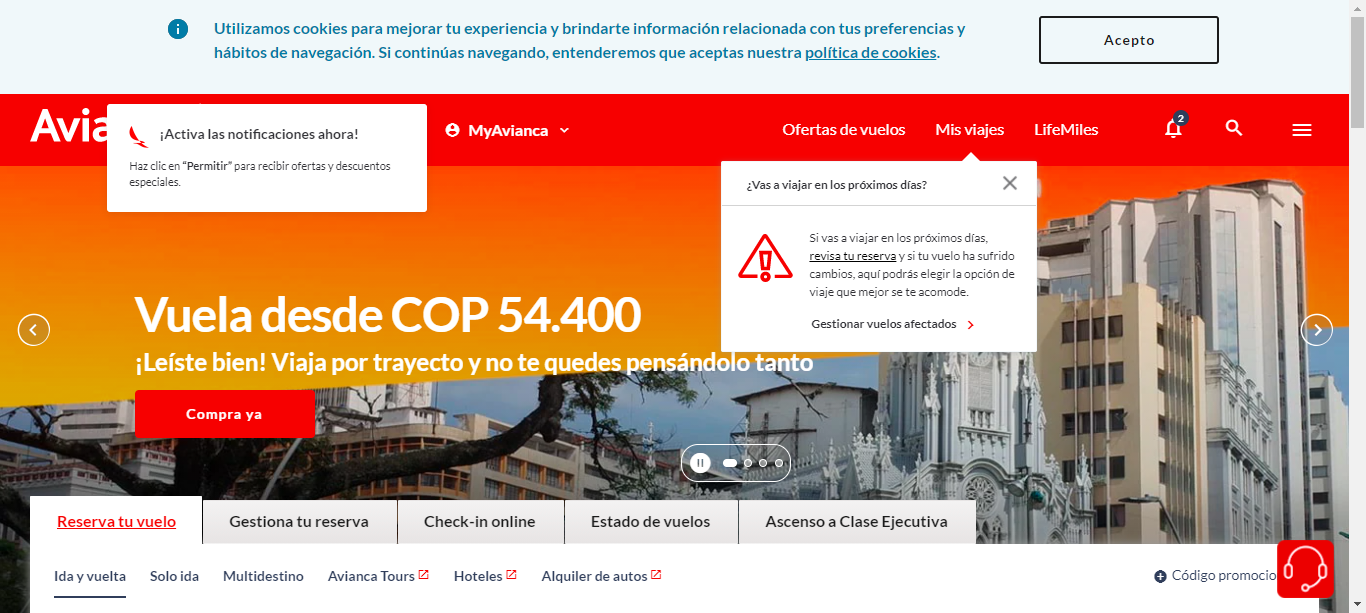 Utilizamos cookies para mejorar tu experiencia y brindarte información relacionada con tus preferencias y
hábitos de navegación. Si continúas navegando, entenderemos que aceptas nuestra política de cookies.
Acepto
¡Activa las notificaciones ahora!
Haz clic en “Permitir” para recibir ofertas y descuentos
especiales.
MyAvianca
Ofertas de vuelos
Mis viajes
LifeMiles
2
¿Vas a viajar en los próximos días?
Si vas a viajar en los próximos días,
revisa tu reserva y si tu vuelo ha sufrido
cambios, aquí podrás elegir la opción de
viaje que mejor se te acomode.
Gestionar vuelos afectados
Vuela desde COP 54.400
¡Leíste bien! Viaja por trayecto y no te quedes pensándolo tanto
Compra ya
Reserva tu vuelo
Gestiona tu reserva
Check-in online
Estado de vuelos
Ascenso a Clase Ejecutiva
Ida y vuelta
Solo ida
Multidestino
Avianca Tours
Hoteles
Alquiler de autos
Código promocio